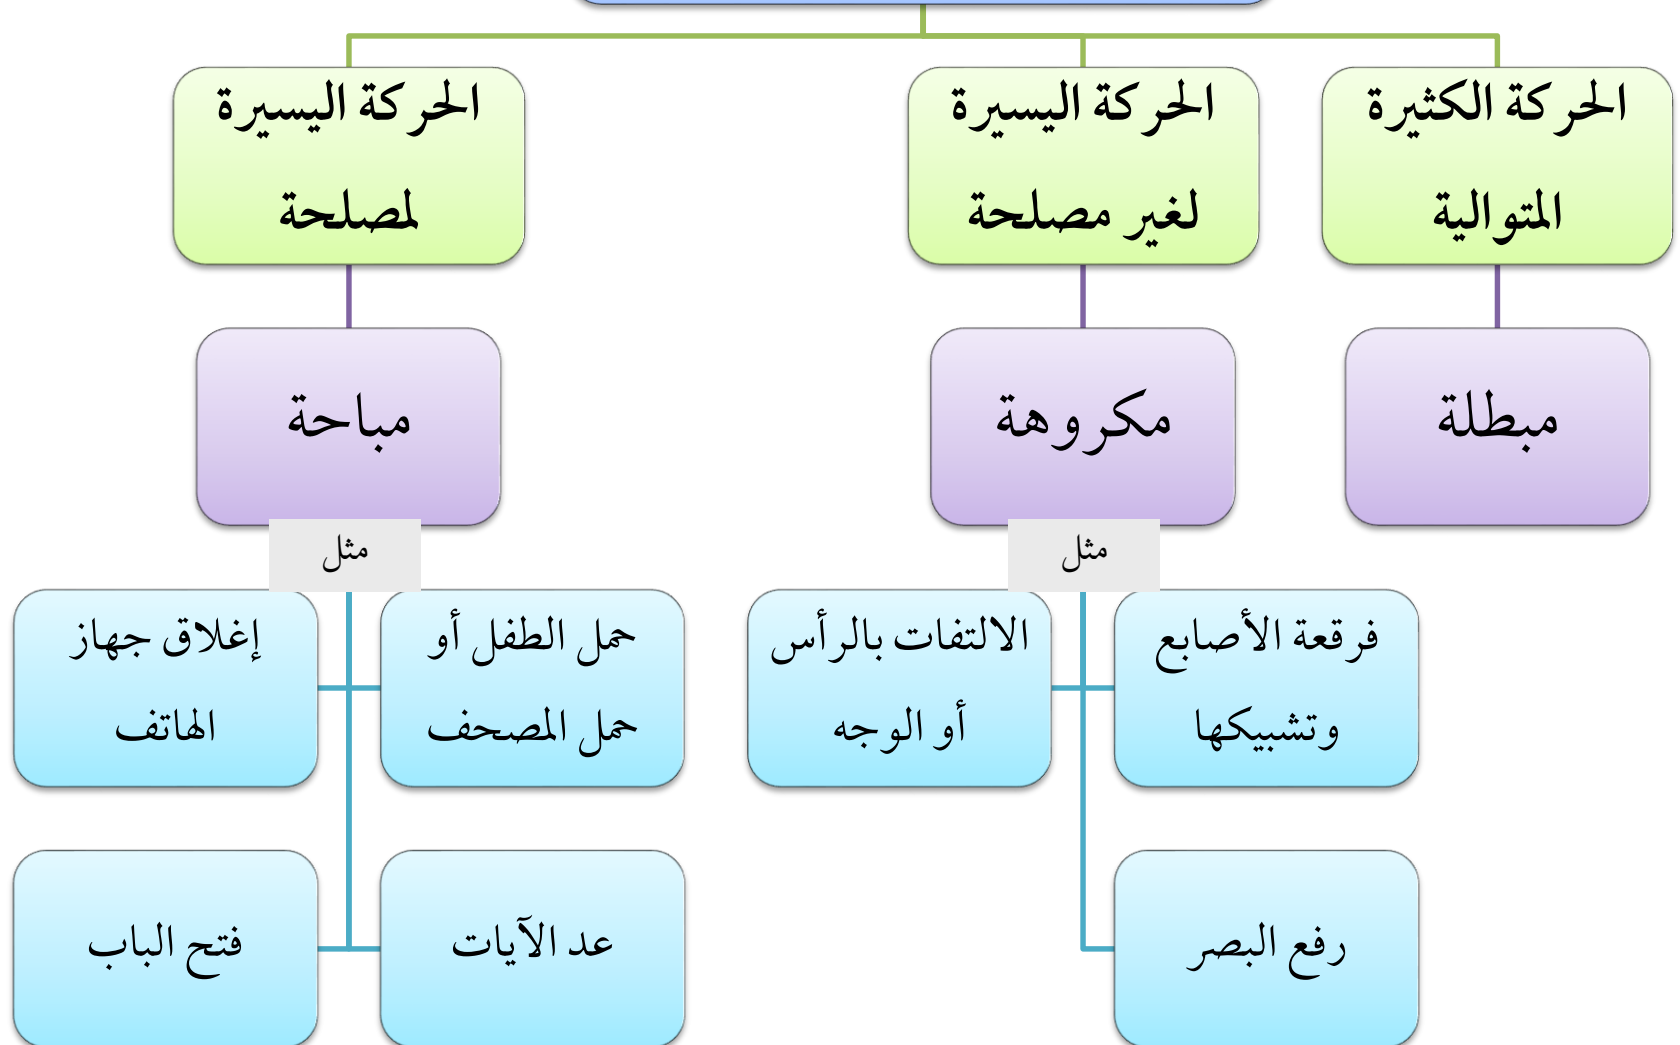 الحركة الكثيرة
المتوالية
الحركة اليسيرة
لغير مصلحة
الحركة اليسيرة
لمصلحة
مبطلة
مكروهة
مباحة
مثل
مثل
فرقعة الأصابع
وتشبيكها
الالتفات بالرأس
أو الوجه
حمل الطفل أو
حمل المصحف
إغلاق جهاز
الهاتف
رفع البصر
عد الآيات
فتح الباب